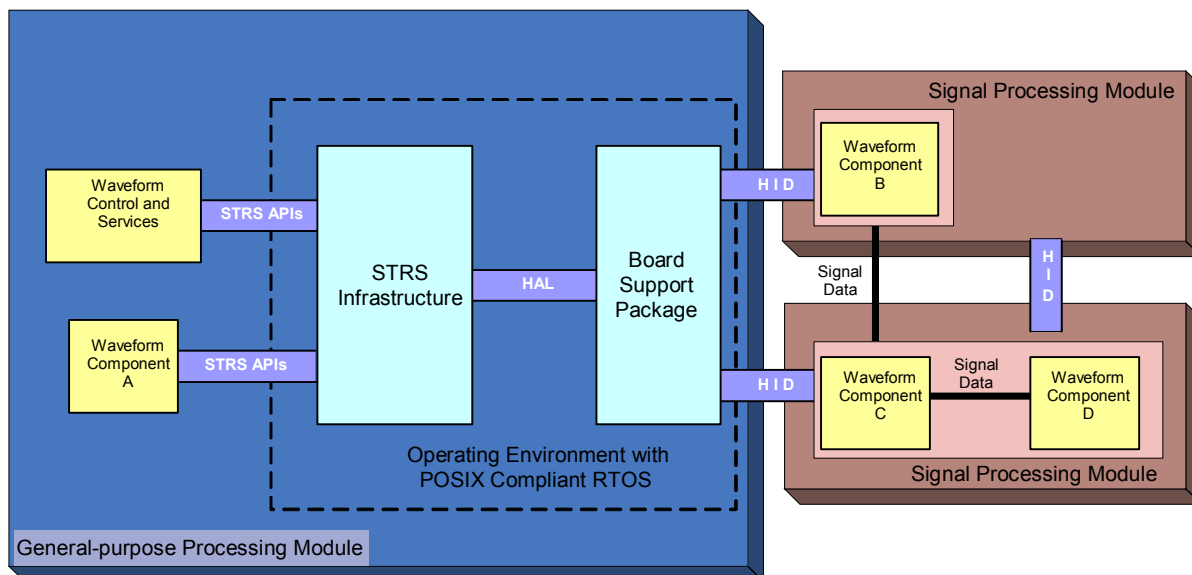 Signal Processing Module
Waveform
Component
B
H I D
Waveform
Control and
Services
STRS APIs
STRS
Infrastructure
HAL
Board
Support
Package
Signal
Data
H
I
D
Waveform
Component
A
STRS APIs
H I D
Waveform
Component
C
Signal
Data
Waveform
Component
D
Operating Environment with
POSIX Compliant RTOS
Signal Processing Module
General-purpose Processing Module